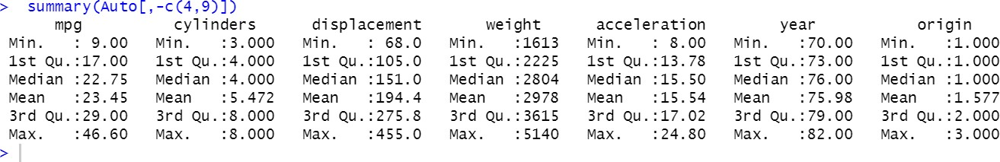 >  summary(Auto[,-c(4,9)])
      mpg          cylinders      displacement       weight      acceleration        year           origin     
 Min.   : 9.00   Min.   :3.000   Min.   : 68.0   Min.   :1613   Min.   : 8.00   Min.   :70.00   Min.   :1.000  
 1st Qu.:17.00   1st Qu.:4.000   1st Qu.:105.0   1st Qu.:2225   1st Qu.:13.78   1st Qu.:73.00   1st Qu.:1.000  
 Median :22.75   Median :4.000   Median :151.0   Median :2804   Median :15.50   Median :76.00   Median :1.000  
 Mean   :23.45   Mean   :5.472   Mean   :194.4   Mean   :2978   Mean   :15.54   Mean   :75.98   Mean   :1.577  
 3rd Qu.:29.00   3rd Qu.:8.000   3rd Qu.:275.8   3rd Qu.:3615   3rd Qu.:17.02   3rd Qu.:79.00   3rd Qu.:2.000  
 Max.   :46.60   Max.   :8.000   Max.   :455.0   Max.   :5140   Max.   :24.80   Max.   :82.00   Max.   :3.000  
>